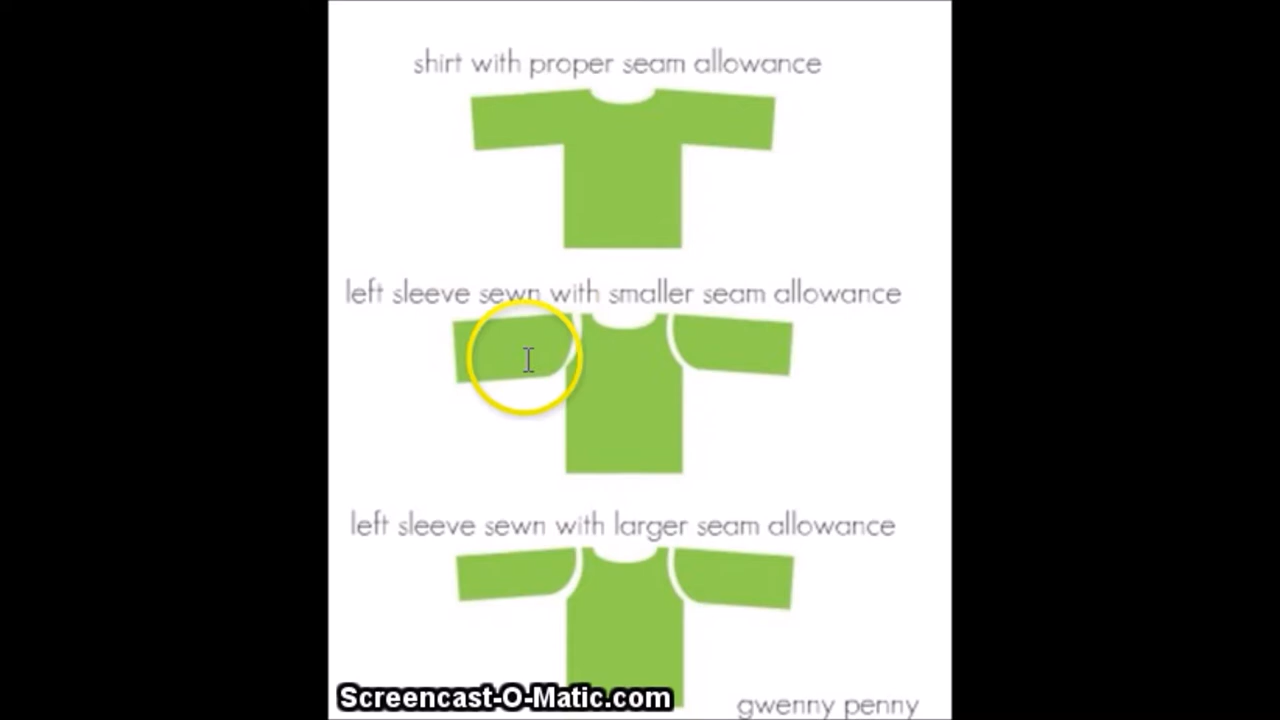 shirt with proper seam allowance
left sleeve sewn with smaller seam allowance
left sleeve sewn with larger seam allowance
Screencast-O-Matic.com
gwenny penny